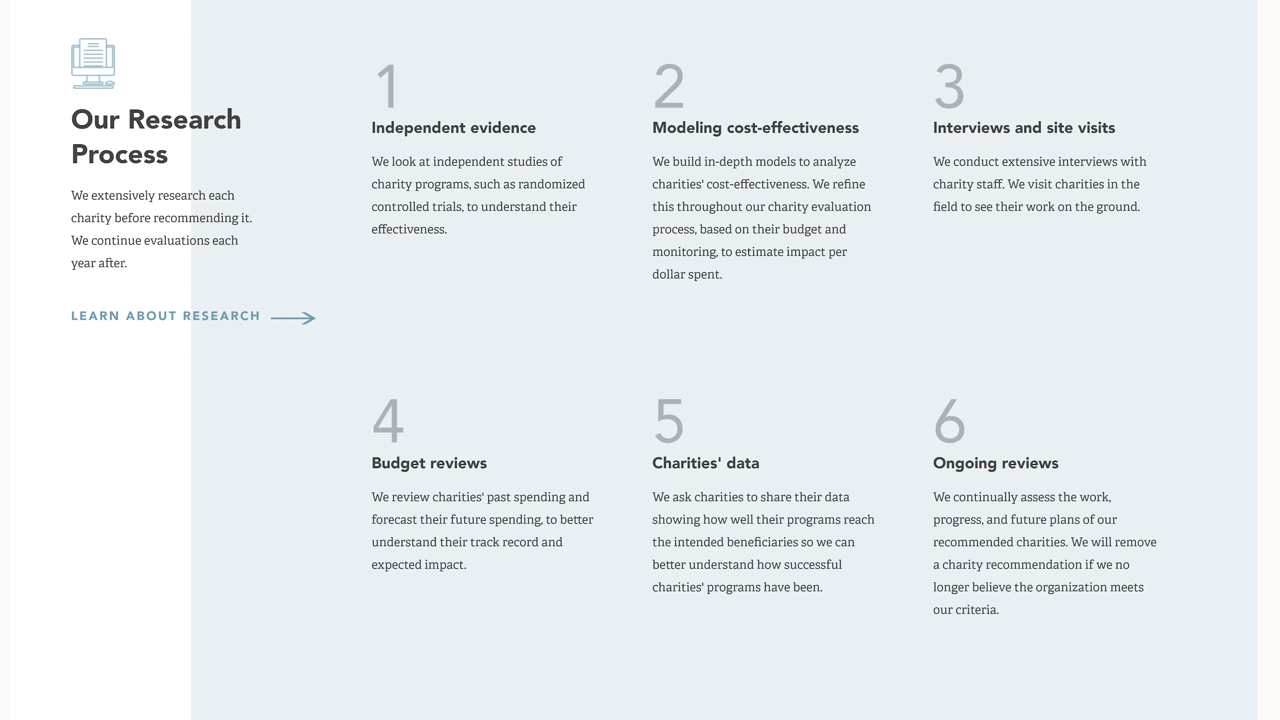 Our Research
Process
We extensively research each
charity before recommending it.
We continue evaluations each
year after.
LEARN ABOUT RESEARCH
1
Independent evidence
We look at independent studies of
charity programs, such as randomized
controlled trials, to understand their
effectiveness.
2
Modeling cost-effectiveness
We build in-depth models to analyze
charities' cost-effectiveness. We refine
this throughout our charity evaluation
process, based on their budget and
monitoring, to estimate impact per
dollar spent.
3
Interviews and site visits
We conduct extensive interviews with
charity staff. We visit charities in the
field to see their work on the ground.
4
Budget reviews
We review charities' past spending and
forecast their future spending, to better
understand their track record and
expected impact.
5
Charities' data
We ask charities to share their data
showing how well their programs reach
the intended beneficiaries so we can
better understand how successful
charities' programs have been.
6
Ongoing reviews
We continually assess the work,
progress, and future plans of our
recommended charities. We will remove
a charity recommendation if we no
longer believe the organization meets
our criteria.